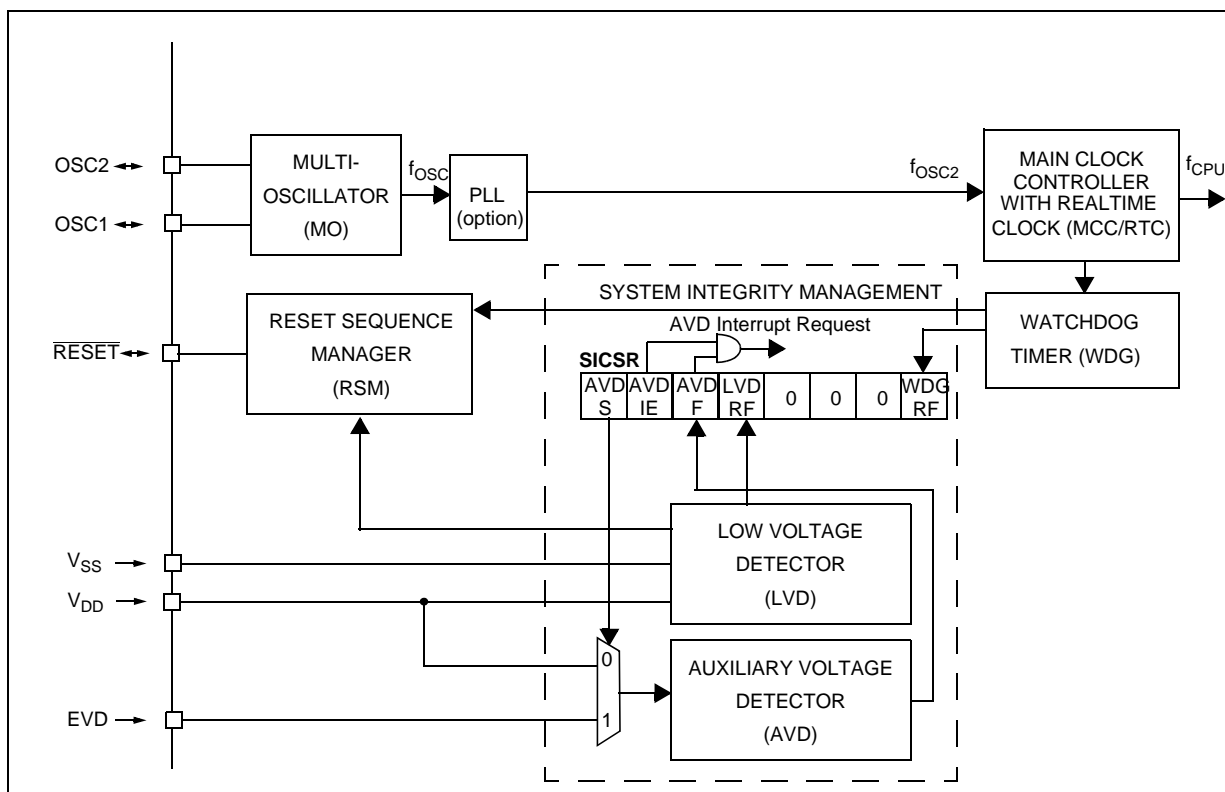 OSC2
OSC1
MULTI-
OSCILLATOR
(MO)
fOSC
PLL
(option)
fOSC2
MAIN CLOCK
CONTROLLER
WITH REALTIME
CLOCK (MCC/RTC)
fCPU
RESET
RESET SEQUENCE
MANAGER
(RSM)
SYSTEM INTEGRITY MANAGEMENT
AVD Interrupt Request
WATCHDOG
TIMER (WDG)
SICSR
AVD AVD AVD LVD 0 0 0 WDG
S IE F RF RF
VSS
VDD
EVD
LOW VOLTAGE
DETECTOR
(LVD)
0
1
AUXILIARY VOLTAGE
DETECTOR
(AVD)